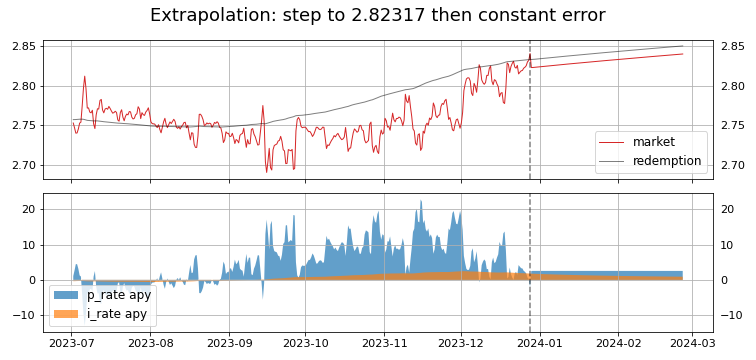 Extrapolation: step to 2.82317 then constant error
2.85 2.85
2.80 2.80
2.75 2.75
2.70 2.70
market
redemption
20 20
10 10
0 0
−10 −10
p_rate apy
i_rate apy
2023-07 2023-08 2023-09 2023-10 2023-11 2023-12 2024-01 2024-02 2024-03